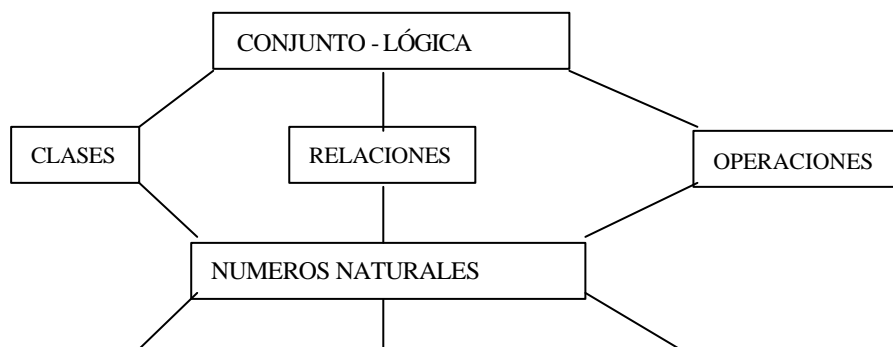 CONJUNTO - LÓGICA
CLASES
RELACIONES
OPERACIONES
NUMEROS NATURALES